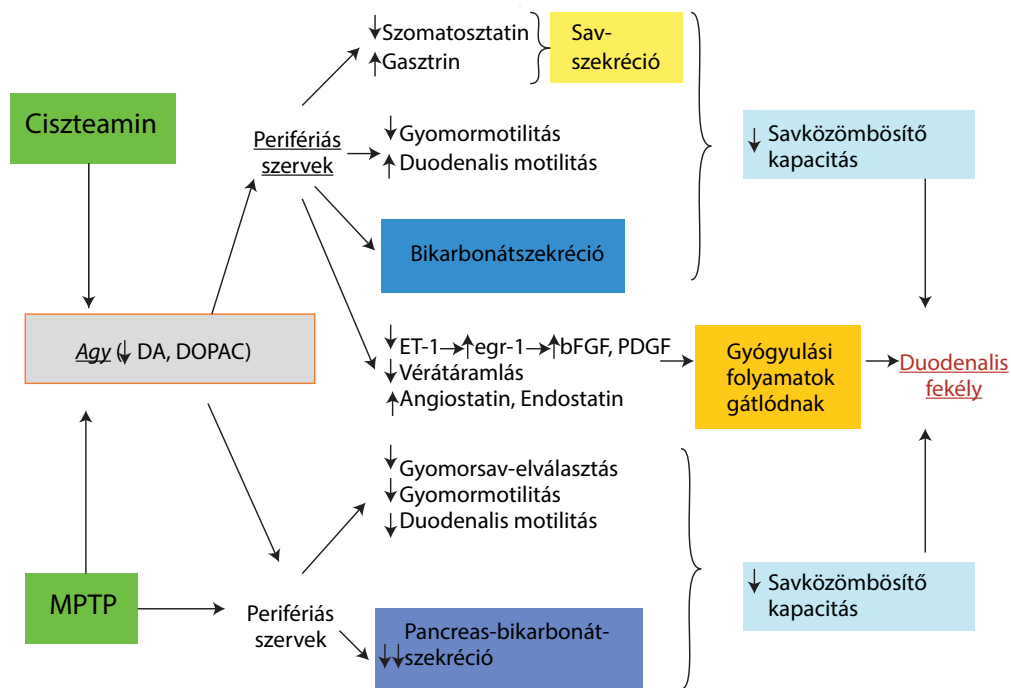 Ciszteamin
Agy (↓ DA, DOPAC)
MPTP
Perifériás
szervek
↓Szomatosztatin
↑Gasztrin
Sav-
szekréció
↓Gyomormotilitás
↑Duodenalis motilitás
Bikarbonátszekréció
↓ET-1→↑egr-1→↑bFGF, PDGF
↓Vérátáramlás
↑Angiostatin, Endostatin
Gyógyulási
folyamatok
gátlódnak
↓ Savközömbösítő
kapacitás
Duodenalis
fekély
Perifériás
szervek
↓Gyomorsav-elválasztás
↓Gyomormotilitás
↓Duodenalis motilitás
Pancreas-bikarbonát-
↓↓szekréció
↓ Savközömbösítő
kapacitás